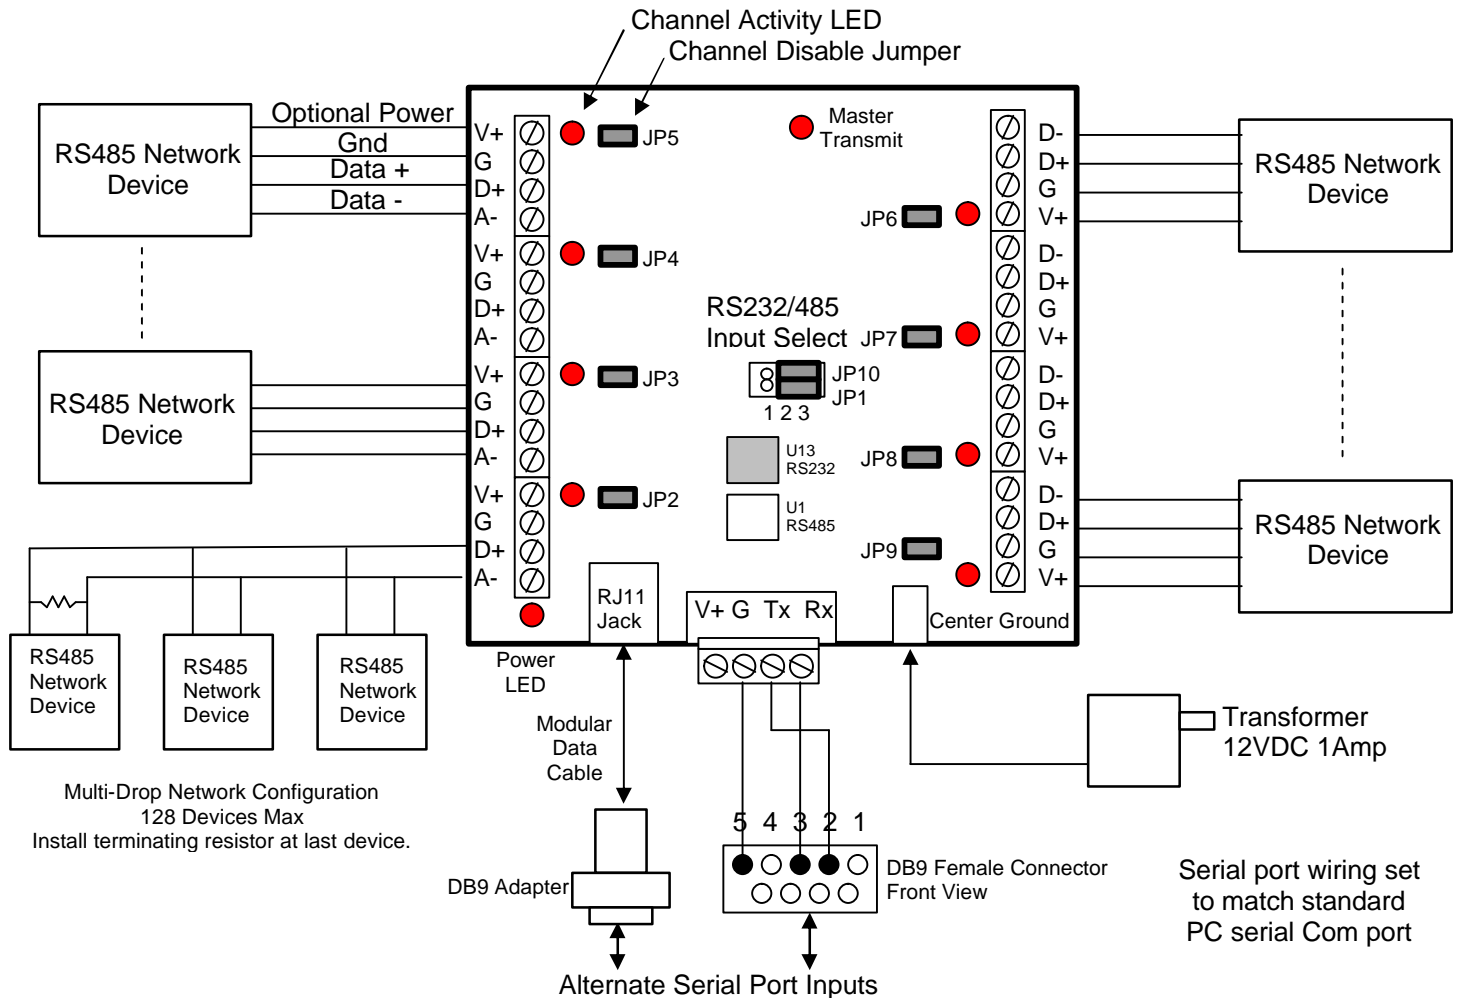 Channel Activity LED
Channel Disable Jumper
RS485 Network
Device
Optional Power
Gnd
Data +
Data -
V+
G
D+
A-
JP5
Master
Transmit
D-
D+
G
V+
JP6
RS485 Network
Device
V+
G
D+
A-
JP4
RS232/485
Input Select
JP10
JP1
1 2 3
JP7
D-
D+
G
V+
RS485 Network
Device
V+
G
D+
A-
JP3
U13
RS232
U1
RS485
JP8
D-
D+
G
V+
V+
G
D+
A-
JP2
JP9
D-
D+
G
V+
RS485 Network
Device
RJ11
Jack
V+ G Tx Rx
Center Ground
Power
LED
RS485
Network
Device
RS485
Network
Device
RS485
Network
Device
Multi-Drop Network Configuration
128 Devices Max
Install terminating resistor at last device.
Modular
Data
Cable
Transformer
12VDC 1Amp
5 4 3 2 1
DB9 Adapter
DB9 Female Connector
Front View
Serial port wiring set
to match standard
PC serial Com port
Alternate Serial Port Inputs